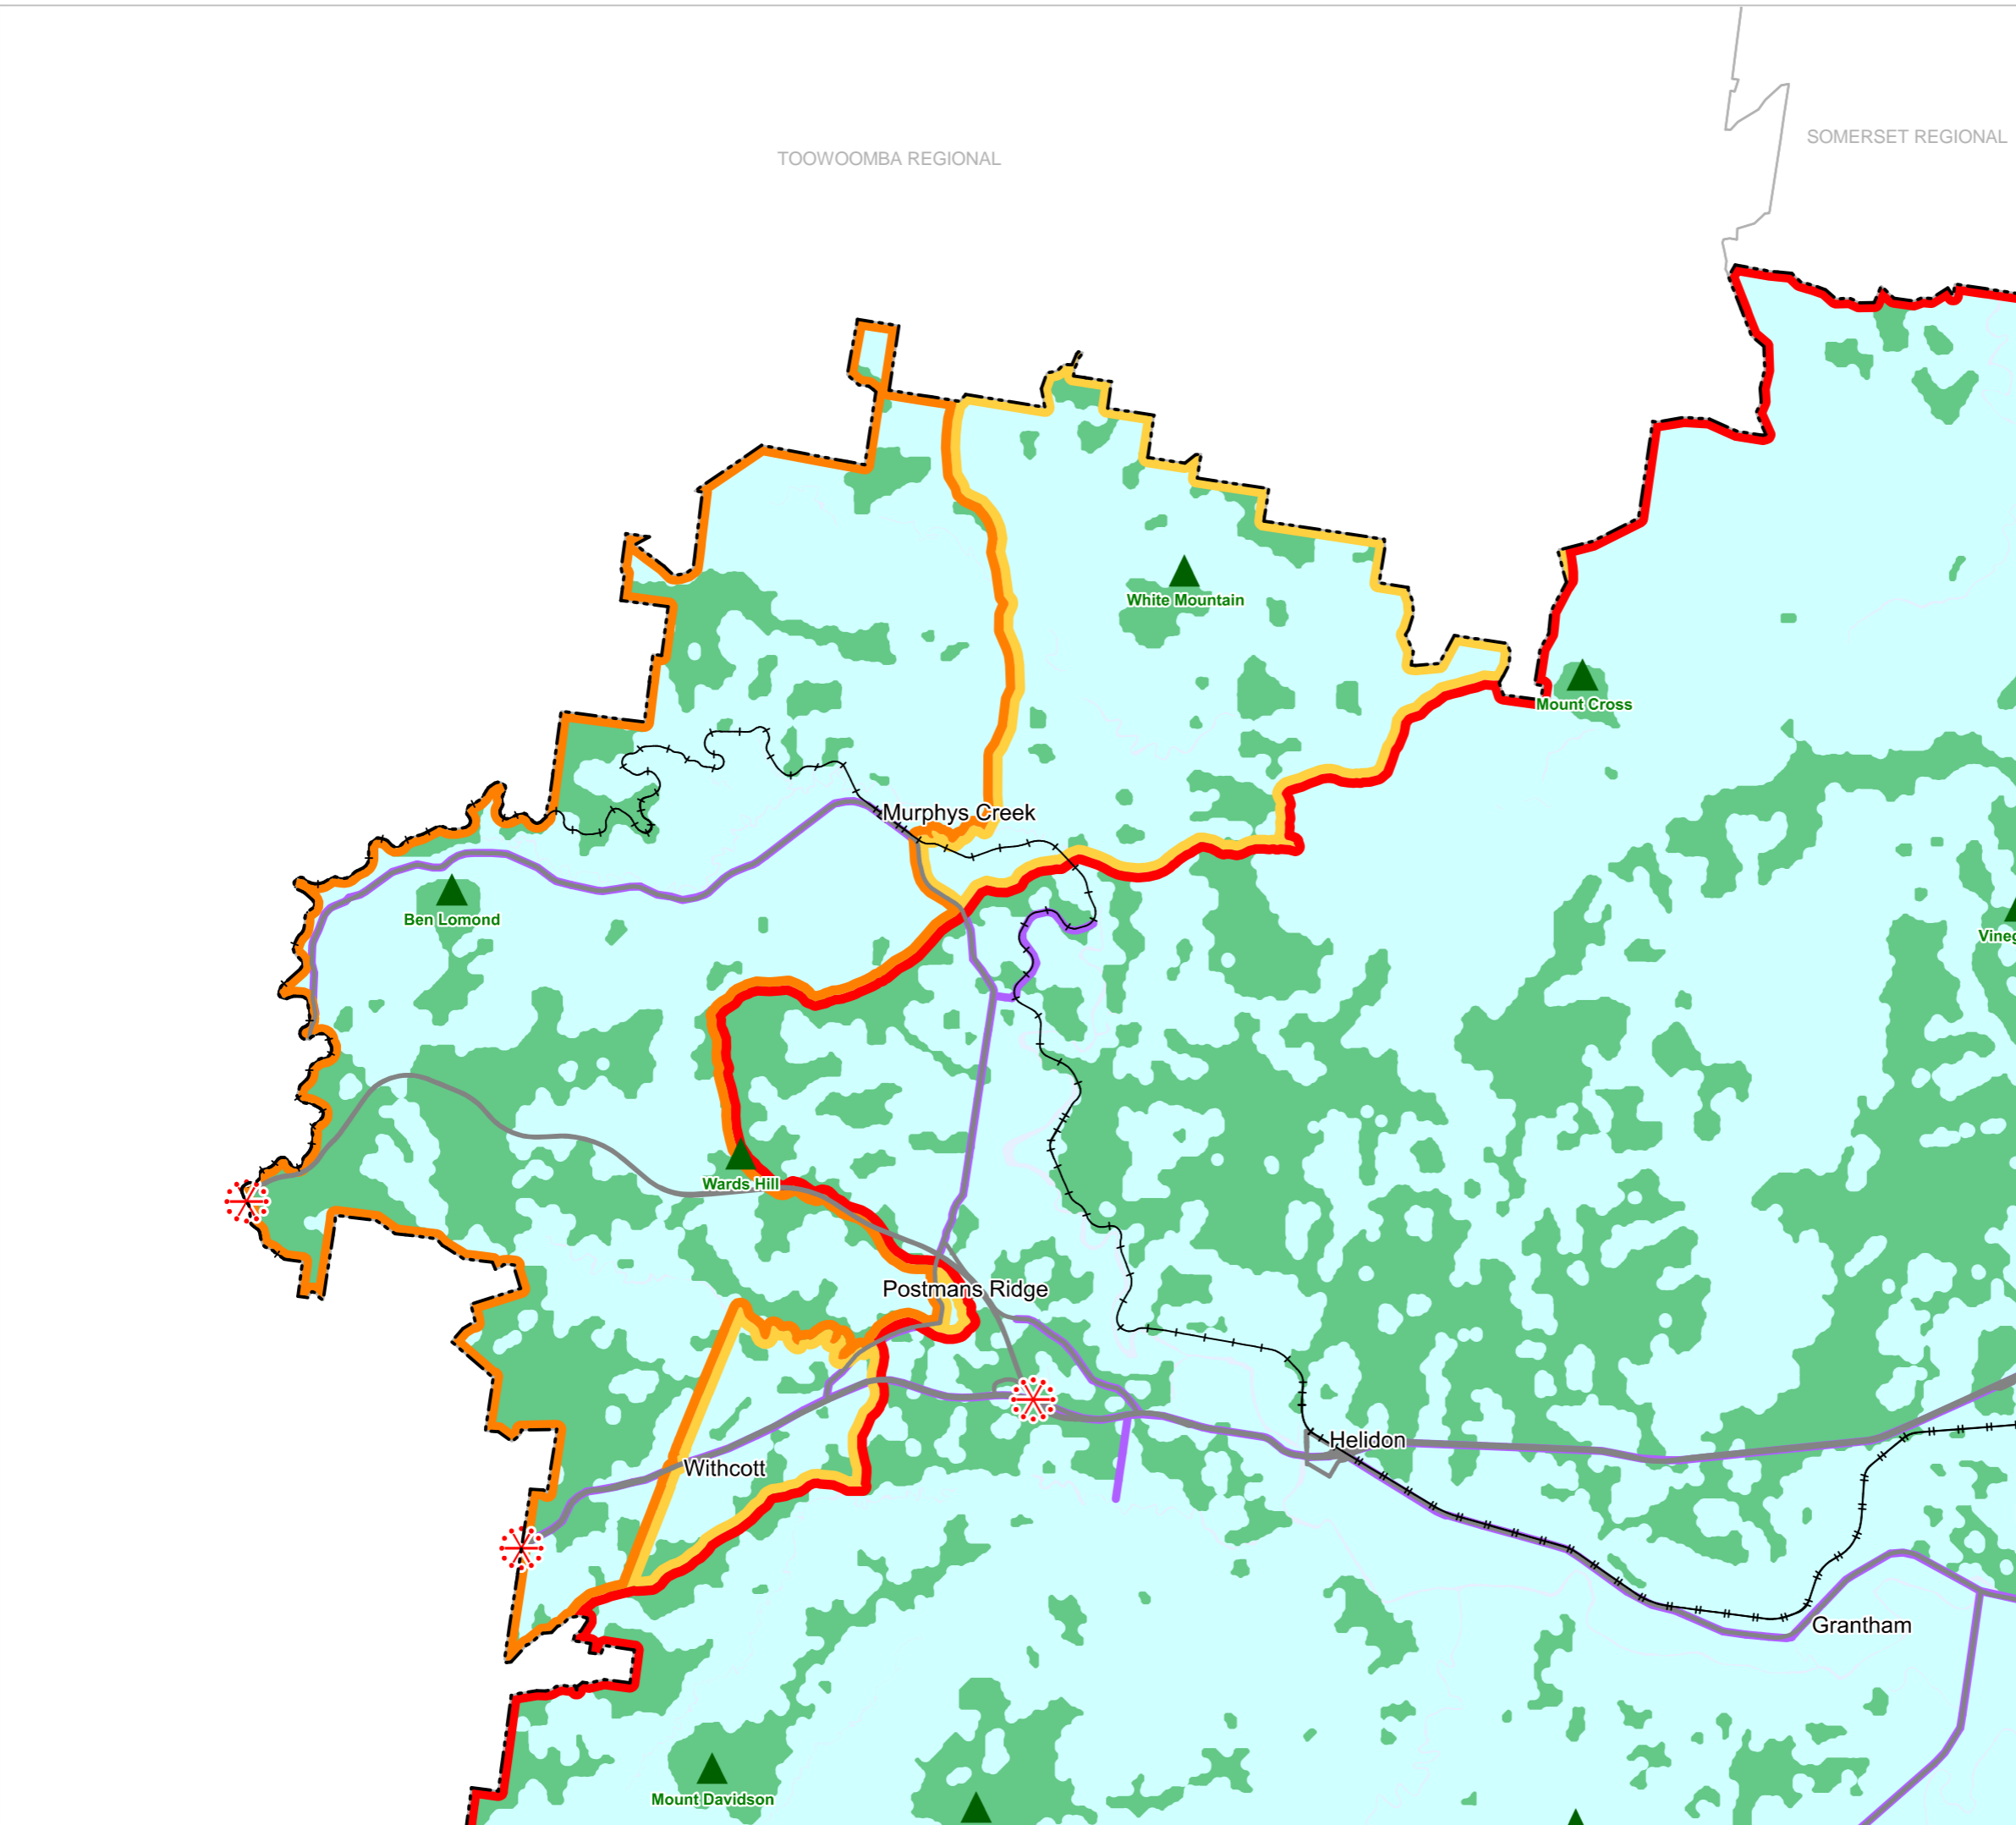 SOMERSET REGIONAL
TOOWOOMBA REGIONAL
White Mountain
Mount Cross
Murphys Creek
Ben Lomond
Vineg
Wards Hill
Postmans Ridge
Helidon
Withcott
Grantham
Mount Davidson